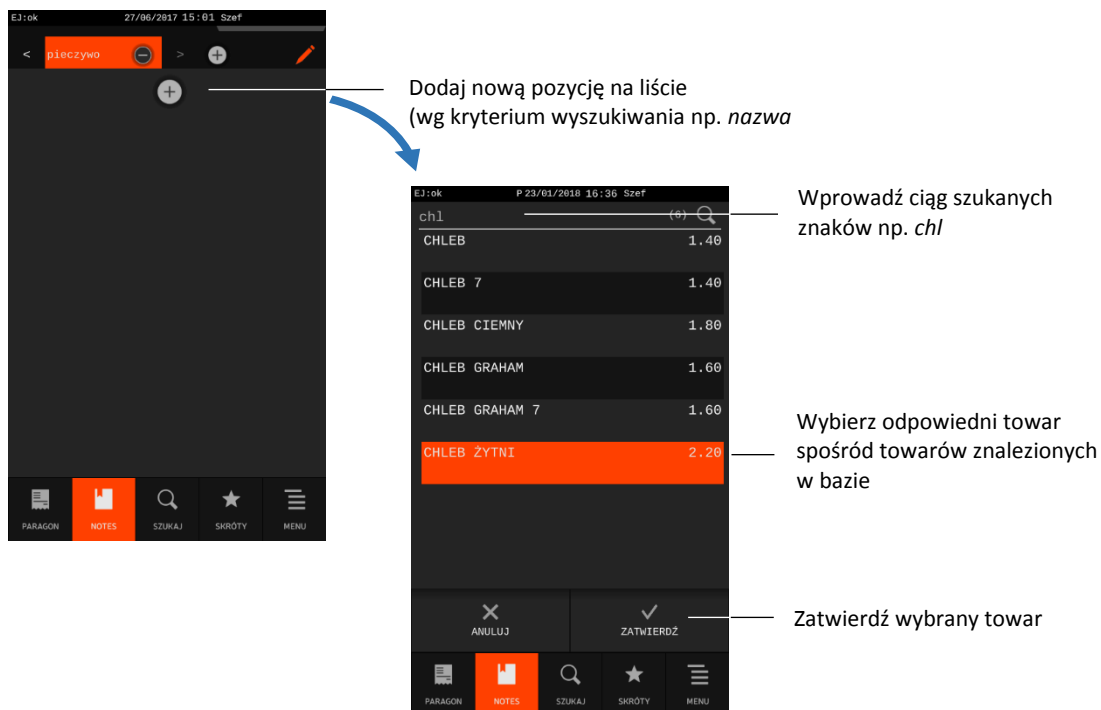 EJ:ok 27/06/2017 15:01 Szef
< pieczywo >
Dodaj nową pozycję na liście
(wg kryterium wyszukiwania np. nazwa
PARAGON NOTES SZUKAJ SKRÓTY MENU
EJ:ok P 23/01/2018 16:36 Szef
chl (6)
Wprowadź ciąg szukanych
znaków np. chl
CHLEB 1.40
CHLEB 7 1.40
CHLEB CIEMNY 1.80
CHLEB GRAHAM 1.60
CHLEB GRAHAM 7 1.60
CHLEB ŻYTNI 2.20
Wybierz odpowiedni towar
spośród towarów znalezionych
w bazie
ANULUJ ZATWIERDŹ
Zatwierdź wybrany towar
PARAGON NOTES SZUKAJ SKRÓTY MENU